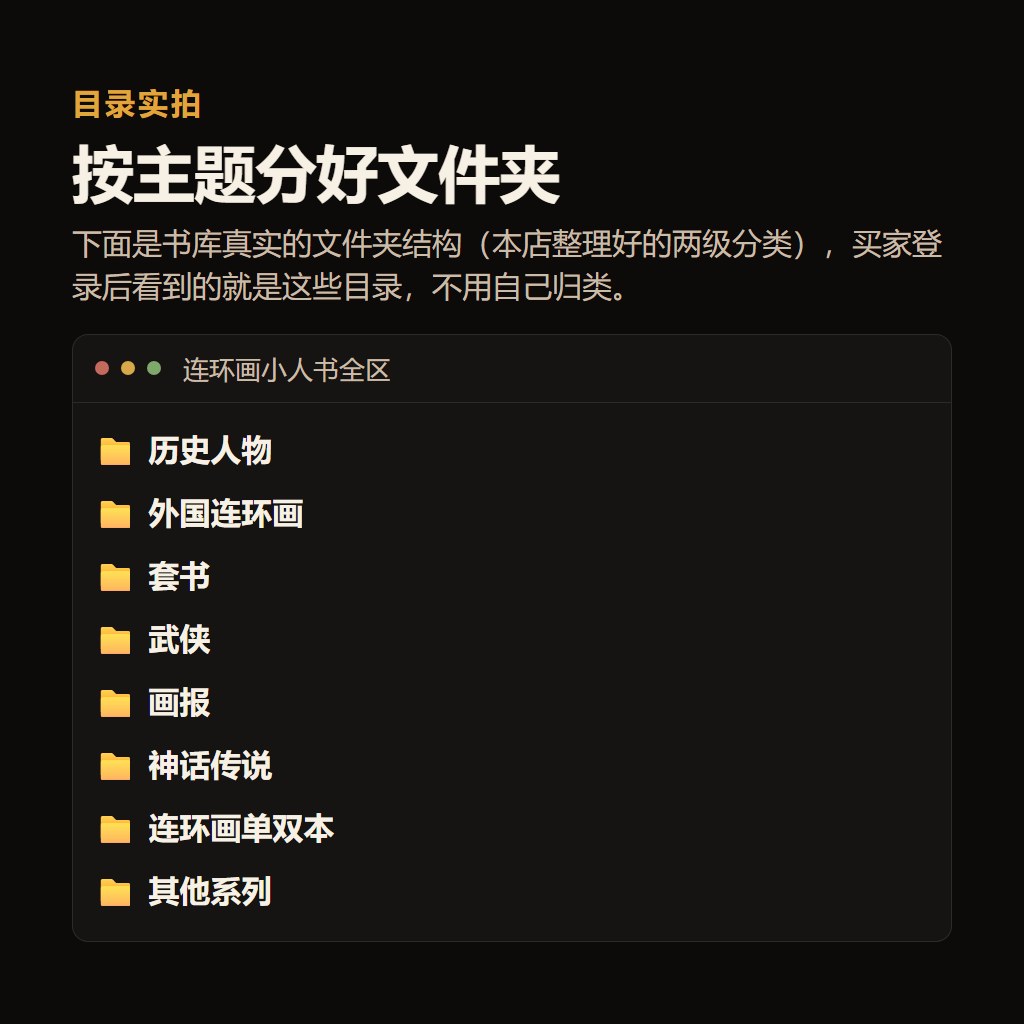 目录实拍
按主题分好文件夹
下面是书库真实的文件夹结构（本店整理好的两级分类），买家登
录后看到的就是这些目录，不用自己归类。
连环画小人书全区
历史人物
外国连环画
套书
武侠
画报
神话传说
连环画单双本
其他系列